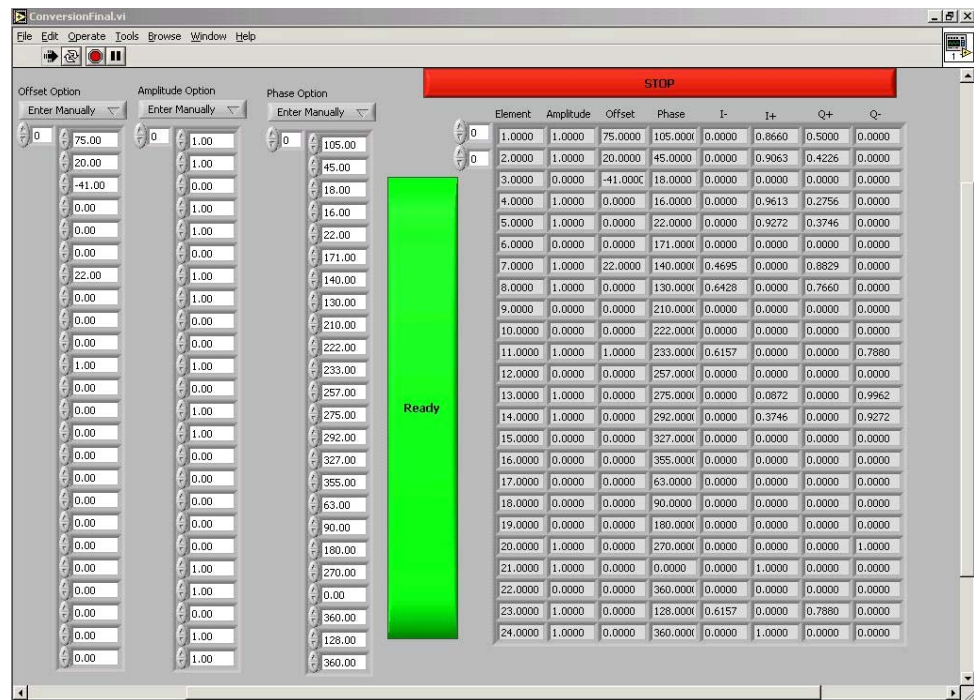 ConversionFinal.vi
File Edit Operate Tools Browse Window Help
1
STOP
Offset Option Amplitude Option Phase Option
Enter Manually Enter Manually Enter Manually
Element Amplitude Offset Phase I- I+ Q+ Q-
0 75.00 0 1.00 0 105.00 0 1.0000 1.0000 75.0000 105.000( 0.0000 0.8660 0.5000 0.0000
20.00 1.00 45.00 0 2.0000 1.0000 20.0000 45.0000 0.0000 0.9063 0.4226 0.0000
-41.00 0.00 18.00 3.0000 0.0000 -41.000( 18.0000 0.0000 0.0000 0.0000 0.0000
0.00 1.00 16.00 4.0000 1.0000 0.0000 16.0000 0.0000 0.9613 0.2756 0.0000
0.00 1.00 22.00 5.0000 1.0000 0.0000 22.0000 0.0000 0.9272 0.3746 0.0000
0.00 0.00 171.00 6.0000 0.0000 0.0000 171.000( 0.0000 0.0000 0.0000 0.0000
22.00 1.00 140.00 7.0000 1.0000 22.0000 140.000( 0.4695 0.0000 0.8829 0.0000
0.00 1.00 130.00 8.0000 1.0000 0.0000 130.000( 0.6428 0.0000 0.7660 0.0000
0.00 0.00 210.00 9.0000 0.0000 0.0000 210.000( 0.0000 0.0000 0.0000 0.0000
0.00 0.00 222.00 10.0000 0.0000 0.0000 222.000( 0.0000 0.0000 0.0000 0.0000
1.00 1.00 233.00 11.0000 1.0000 1.0000 233.000( 0.6157 0.0000 0.0000 0.7880
0.00 0.00 257.00 12.0000 0.0000 0.0000 257.000( 0.0000 0.0000 0.0000 0.0000
0.00 1.00 275.00 Ready 13.0000 1.0000 0.0000 275.000( 0.0000 0.0872 0.0000 0.9962
0.00 1.00 292.00 14.0000 1.0000 0.0000 292.000( 0.0000 0.3746 0.0000 0.9272
0.00 0.00 327.00 15.0000 0.0000 0.0000 327.000( 0.0000 0.0000 0.0000 0.0000
0.00 0.00 355.00 16.0000 0.0000 0.0000 355.000( 0.0000 0.0000 0.0000 0.0000
0.00 0.00 63.00 17.0000 0.0000 0.0000 63.0000 0.0000 0.0000 0.0000 0.0000
0.00 0.00 90.00 18.0000 0.0000 0.0000 90.0000 0.0000 0.0000 0.0000 0.0000
0.00 0.00 180.00 19.0000 0.0000 0.0000 180.000( 0.0000 0.0000 0.0000 0.0000
0.00 1.00 270.00 20.0000 1.0000 0.0000 270.000( 0.0000 0.0000 0.0000 1.0000
0.00 1.00 0.00 21.0000 1.0000 0.0000 0.0000 0.0000 1.0000 0.0000 0.0000
0.00 0.00 360.00 22.0000 0.0000 0.0000 360.000( 0.0000 0.0000 0.0000 0.0000
0.00 1.00 128.00 23.0000 1.0000 0.0000 128.000( 0.6157 0.0000 0.7880 0.0000
0.00 1.00 360.00 24.0000 1.0000 0.0000 360.000( 0.0000 1.0000 0.0000 0.0000